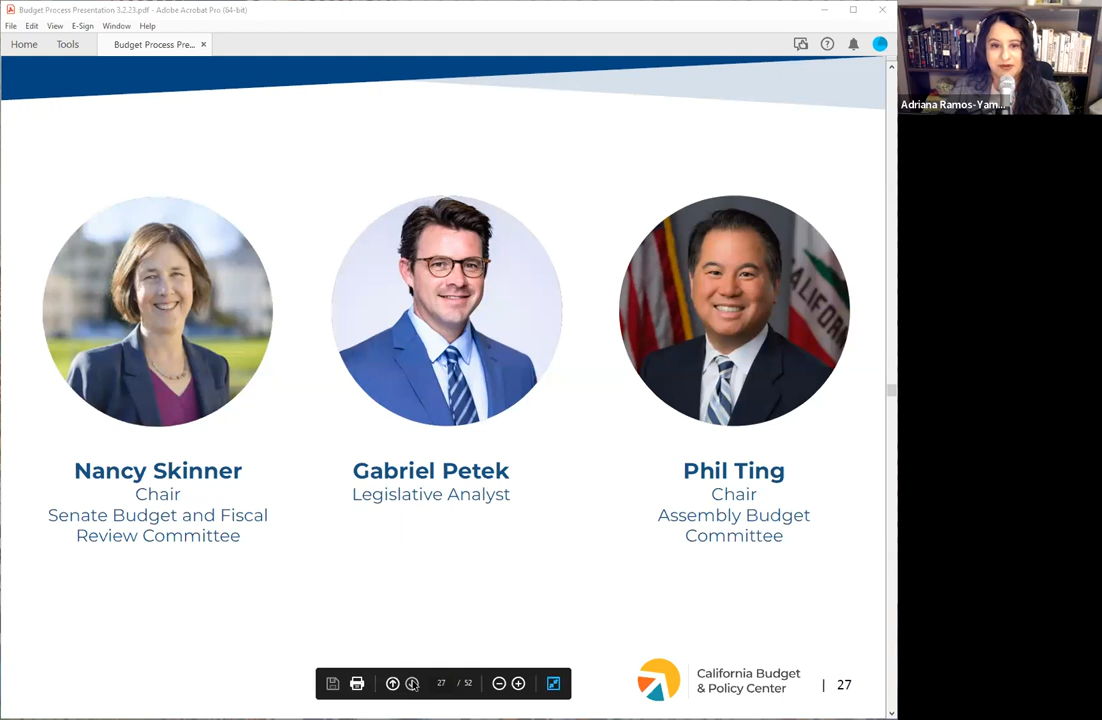 Budget Process Presentation 3.2.23.pdf - Adobe Acrobat Pro (64-bit)
File Edit View E-Sign Window Help
Home Tools Budget Process Pre... ×
Adriana Ramos-Yam...
CALIFORN
Nancy Skinner
Chair
Senate Budget and Fiscal
Review Committee
Gabriel Petek
Legislative Analyst
Phil Ting
Chair
Assembly Budget
Committee
27 / 52
California Budget
& Policy Center
| 27